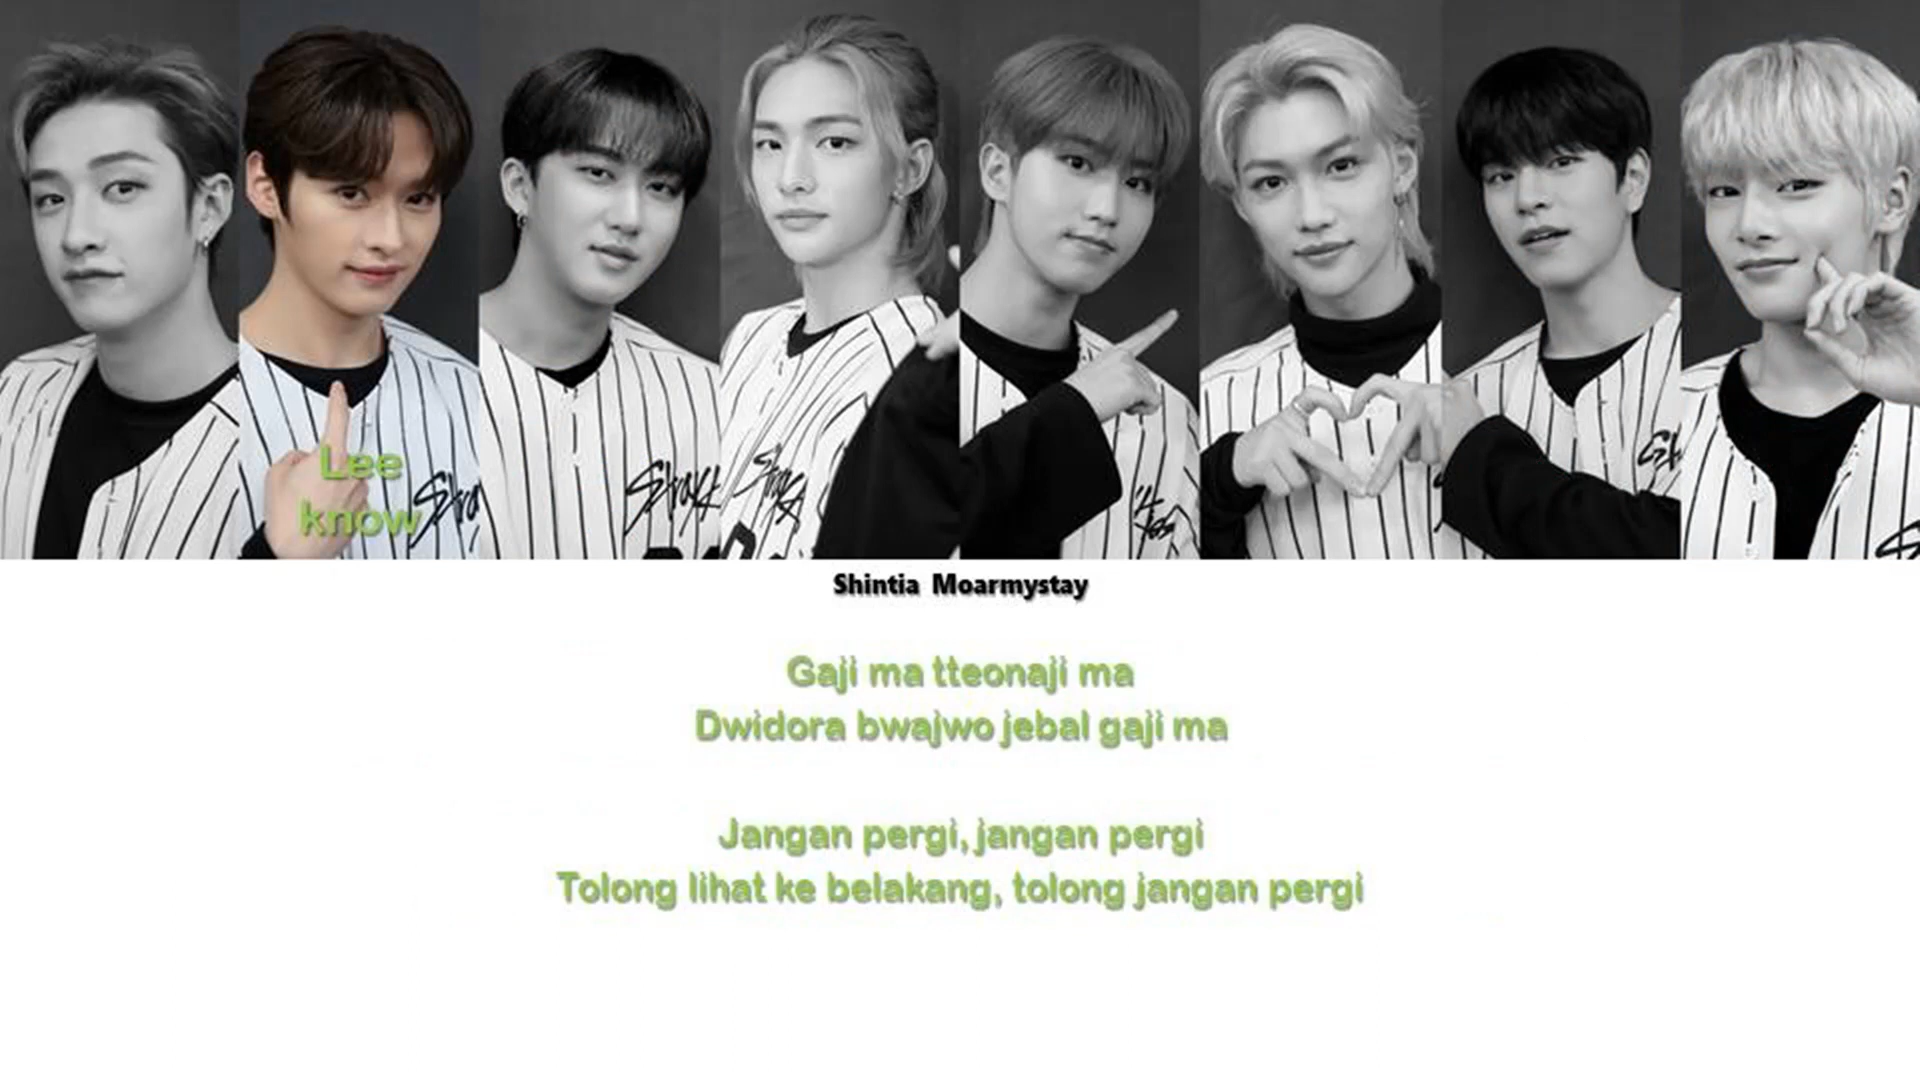 Lee
know
Shintia Moarmystay
Gaji ma tteonaji ma
Dwidora bwajwo jebal gaji ma
Jangan pergi, jangan pergi
Tolong lihat ke belakang, tolong jangan pergi